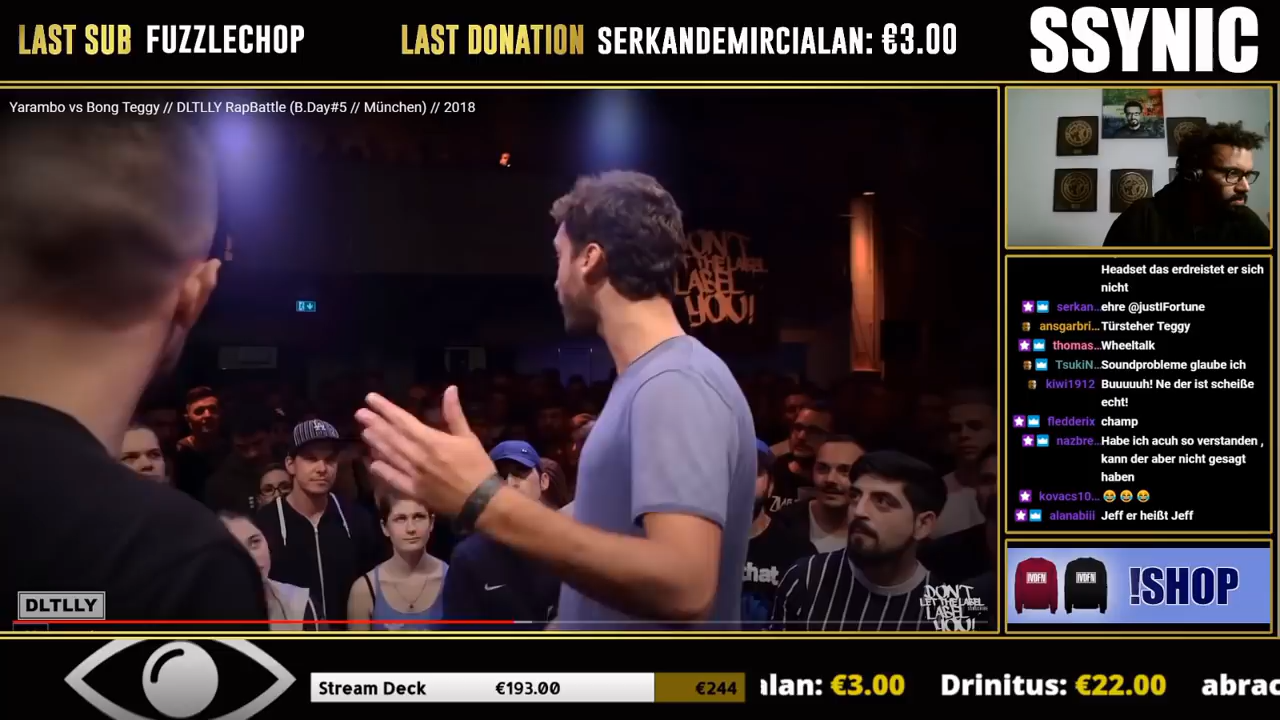 LAST SUB FUZZLECHOP
LAST DONATION SERKANDEMIRCIALAN: €3.00
SSYNIC
Yarambo vs Bong Teggy // DLTLLY RapBattle (B.Day#5 // München) // 2018
DON'T
LET THE LABEL
LABEL
YOU!
Headset das erdreistet er sich
nicht
serkan... ehre @justIFortune
ansgarbri... Türsteher Teggy
thomas... Wheeltalk
TsukiN... Soundprobleme glaube ich
kiwi1912 Buuuuuh! Ne der ist scheiße
echt!
fledderix champ
nazbre... Habe ich acuh so verstanden ,
kann der aber nicht gesagt
haben
kovacs10... 😂 😂 😂
alanabiii Jeff er heißt Jeff
that
DLTLLY
DON'T
LET THE LABEL
LABEL
YOU!
IVDFN
IVDFN
!SHOP
Stream Deck €193.00 €244
alan: €3.00 Drinitus: €22.00 abrac